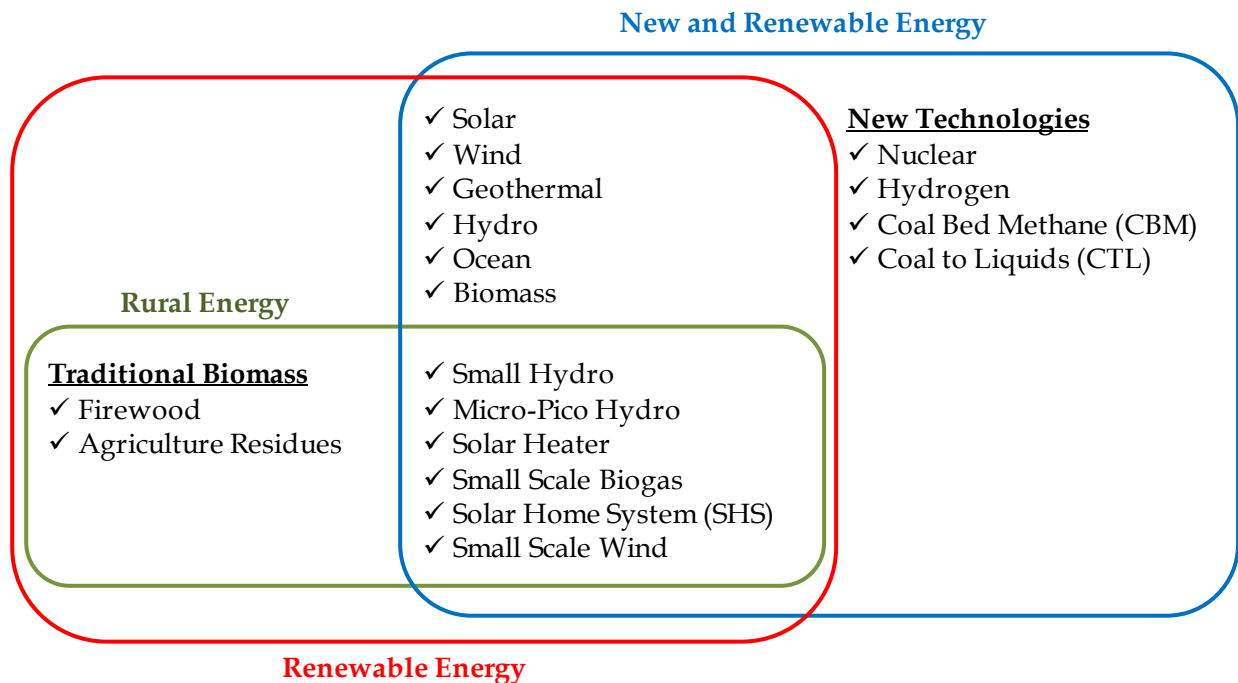 New and Renewable Energy
✓ Solar
✓ Wind
✓ Geothermal
✓ Hydro
✓ Ocean
✓ Biomass
New Technologies
✓ Nuclear
✓ Hydrogen
✓ Coal Bed Methane (CBM)
✓ Coal to Liquids (CTL)
Rural Energy
Traditional Biomass
✓ Firewood
✓ Agriculture Residues
✓ Small Hydro
✓ Micro-Pico Hydro
✓ Solar Heater
✓ Small Scale Biogas
✓ Solar Home System (SHS)
✓ Small Scale Wind
Renewable Energy